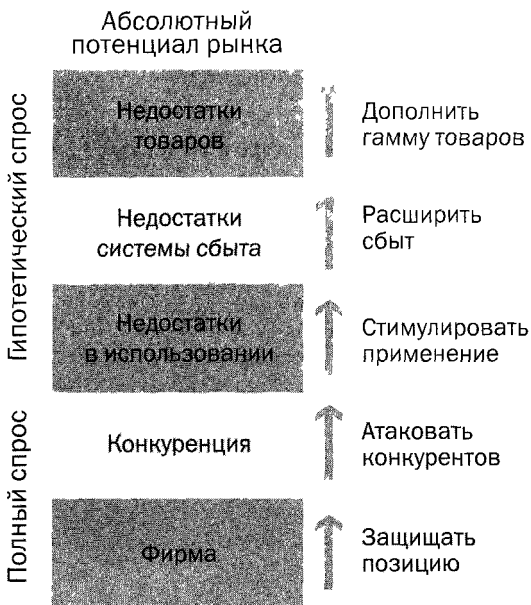 Абсолютный
потенциал рынка
Гипотетический спрос
Недостатки
товаров
Дополнить
гамму товаров
Недостатки
системы сбыта
Расширить
сбыт
Недостатки
в использовании
Стимулировать
применение
Полный спрос
Конкуренция
Атаковать
конкурентов
Фирма
Защищать
позицию